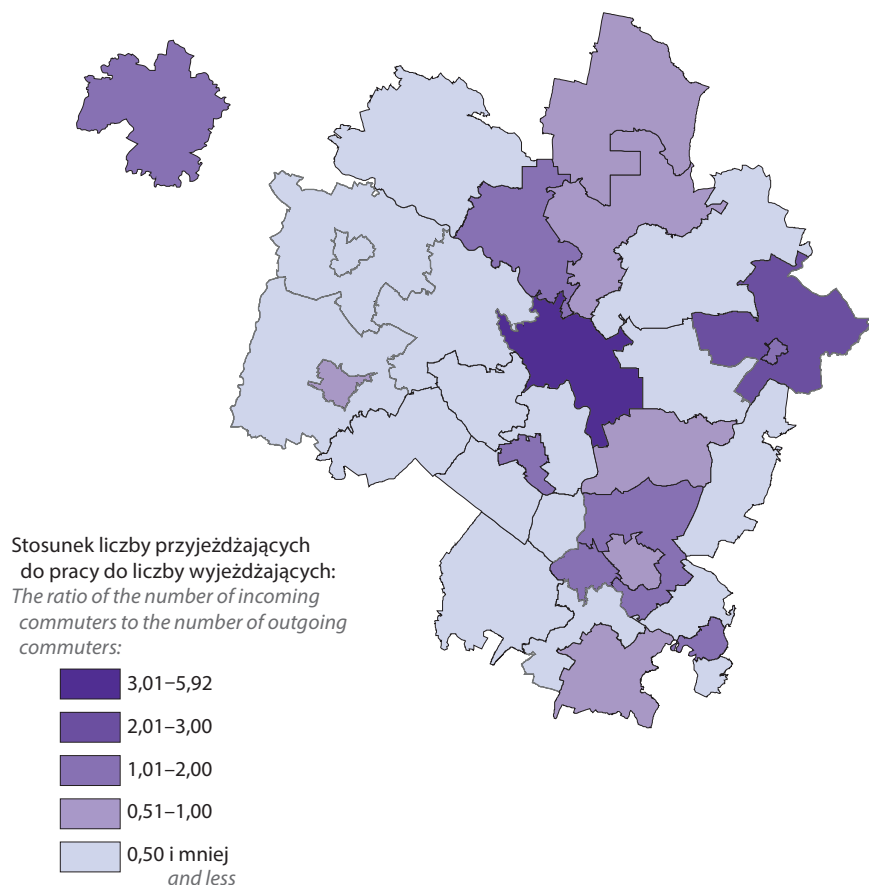 Stosunek liczby przyjeżdżających
do pracy do liczby wyjeżdżających:
The ratio of the number of incoming
commuters to the number of outgoing
commuters:
3,01–5,92
2,01–3,00
1,01–2,00
0,51–1,00
0,50 i mniej
and less